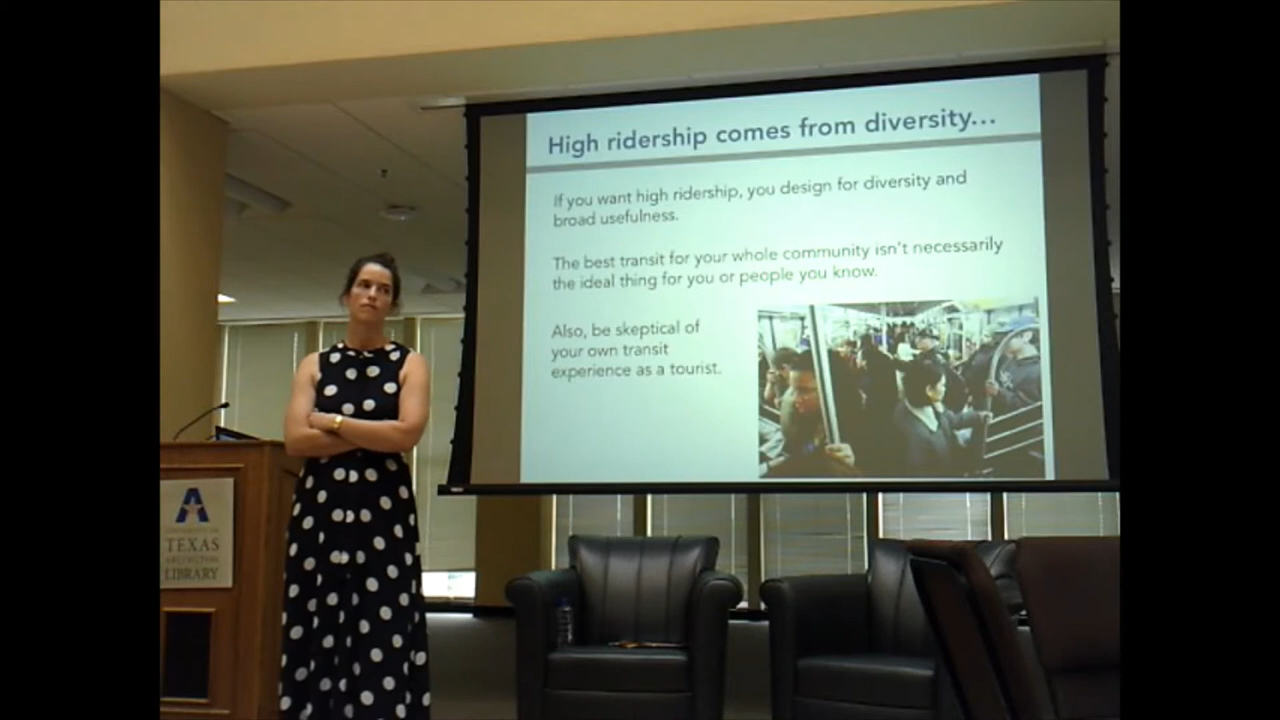 High ridership comes from diversity...
If you want high ridership, you design for diversity and
broad usefulness.
The best transit for your whole community isn't necessarily
the ideal thing for you or people you know.
Also, be skeptical of
your own transit
experience as a tourist.
A
TEXAS
ARLINGTON
LIBRARY